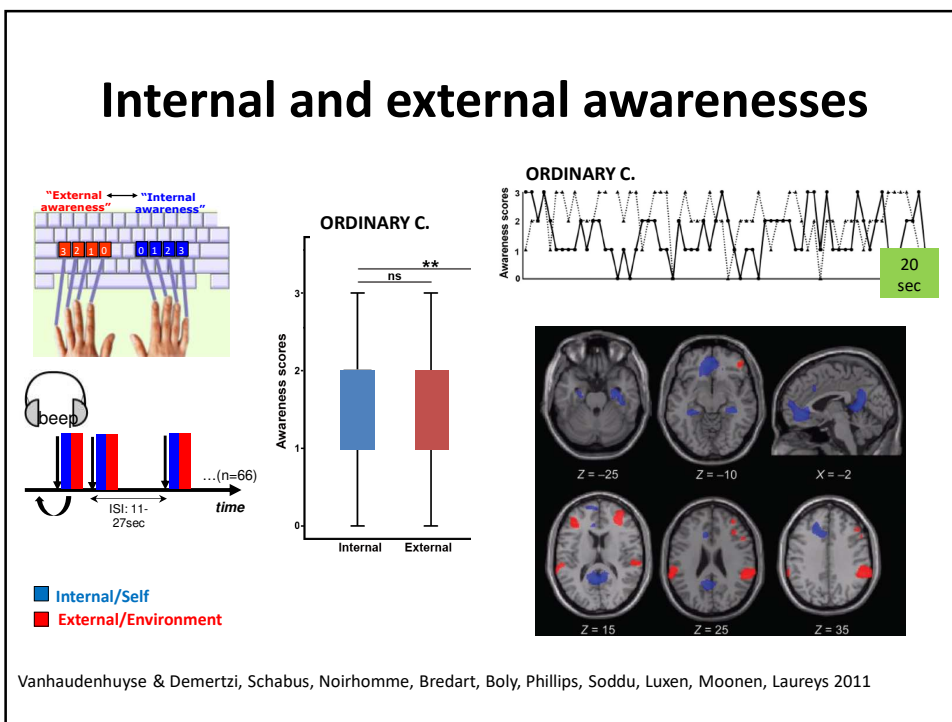 Internal and external awarenesses
"External awareness" ↔ "Internal awareness"
3 2 1 0 0 1 2 3
beep
...(n=66)
ISI: 11-
27sec
time
Internal/Self
External/Environment
ORDINARY C.
**
ns
Awareness scores
3
2
1
0
Internal External
ORDINARY C.
Awareness scores
3
2
1
0
20
sec
Z = –25 Z = –10 X = –2
Z = 15 Z = 25 Z = 35
Vanhaudenhuyse & Demertzi, Schabus, Noirhomme, Bredart, Boly, Phillips, Soddu, Luxen, Moonen, Laureys 2011